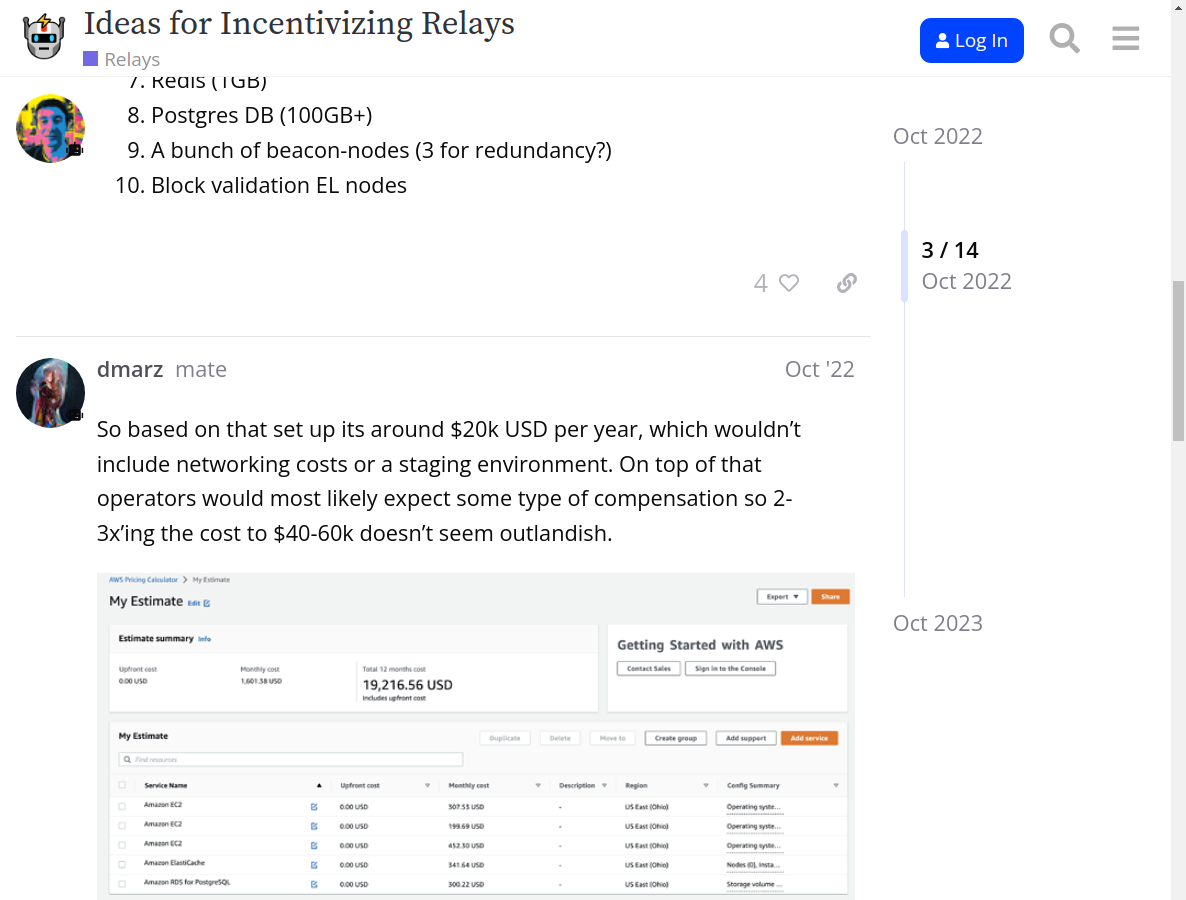 Ideas for Incentivizing Relays
Relays
Log In
7. Redis (1GB)
8. Postgres DB (100GB+)
9. A bunch of beacon-nodes (3 for redundancy?)
10. Block validation EL nodes
4
Oct 2022
3 / 14
Oct 2022
Oct 2023
dmarz mate
Oct '22
So based on that set up its around $20k USD per year, which wouldn’t
include networking costs or a staging environment. On top of that
operators would most likely expect some type of compensation so 2-
3x’ing the cost to $40-60k doesn’t seem outlandish.
AWS Pricing Calculator > My Estimate
My Estimate Edit
Export
Share
Estimate summary Info
Upfront cost
0.00 USD
Monthly cost
1,601.38 USD
Total 12 months cost
19,216.56 USD
Includes upfront cost
Getting Started with AWS
Contact Sales
Sign in to the Console
My Estimate
Duplicate
Delete
Move to
Create group
Add support
Add service
Find resources
Service Name Upfront cost Monthly cost Description Region Config Summary
Amazon EC2 0.00 USD 307.53 USD - US East (Ohio) Operating syste...
Amazon EC2 0.00 USD 199.69 USD - US East (Ohio) Operating syste...
Amazon EC2 0.00 USD 452.30 USD - US East (Ohio) Operating syste...
Amazon ElastiCache 0.00 USD 341.64 USD - US East (Ohio) Nodes (0), Insta...
Amazon RDS for PostgreSQL 0.00 USD 300.22 USD - US East (Ohio) Storage volume ...